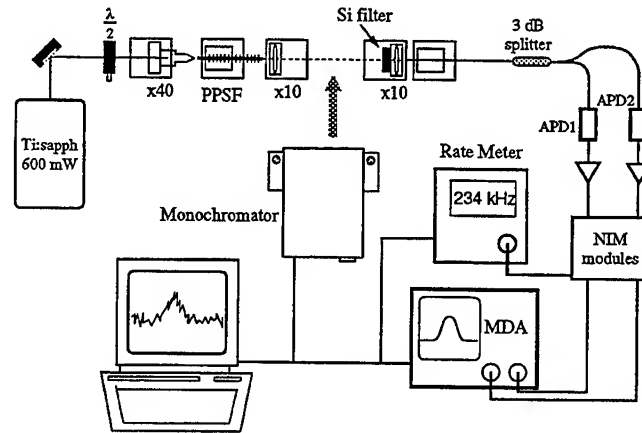 λ
2
Si filter
3 dB
splitter
x40
PPSF
x10
x10
APD1
APD2
Ti:sapph
600 mW
Rate Meter
234 kHz
Monochromator
NIM
modules
MDA